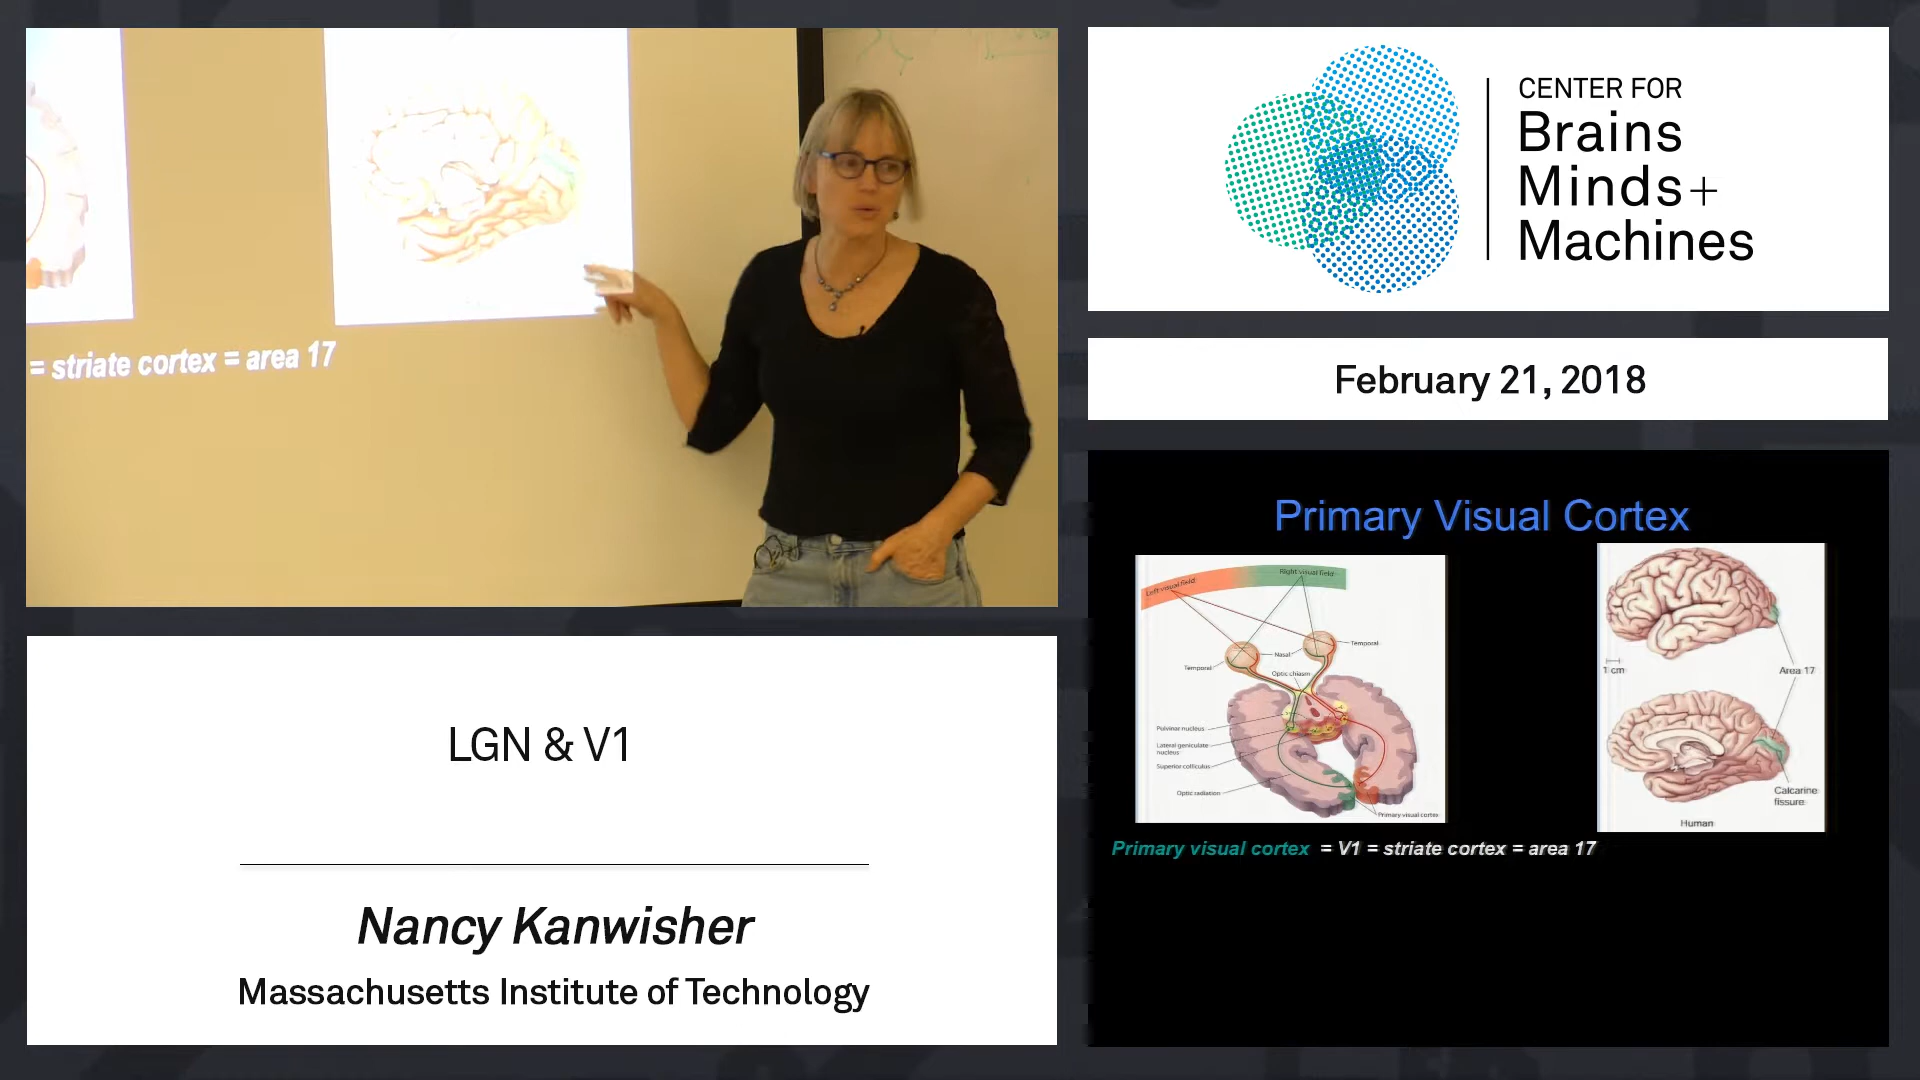 = striate cortex = area 17
CENTER FOR
Brains
Minds+
Machines
February 21, 2018
LGN & V1
Nancy Kanwisher
Massachusetts Institute of Technology
Primary Visual Cortex
Left visual field
Right visual field
Temporal
Nasal
Temporal
Optic chiasm
Pulvinar nucleus
Lateral geniculate
nucleus
Superior colliculus
Optic radiation
Primary visual cortex
1 cm
Area 17
Calcarine
fissure
Human
Primary visual cortex = V1 = striate cortex = area 17